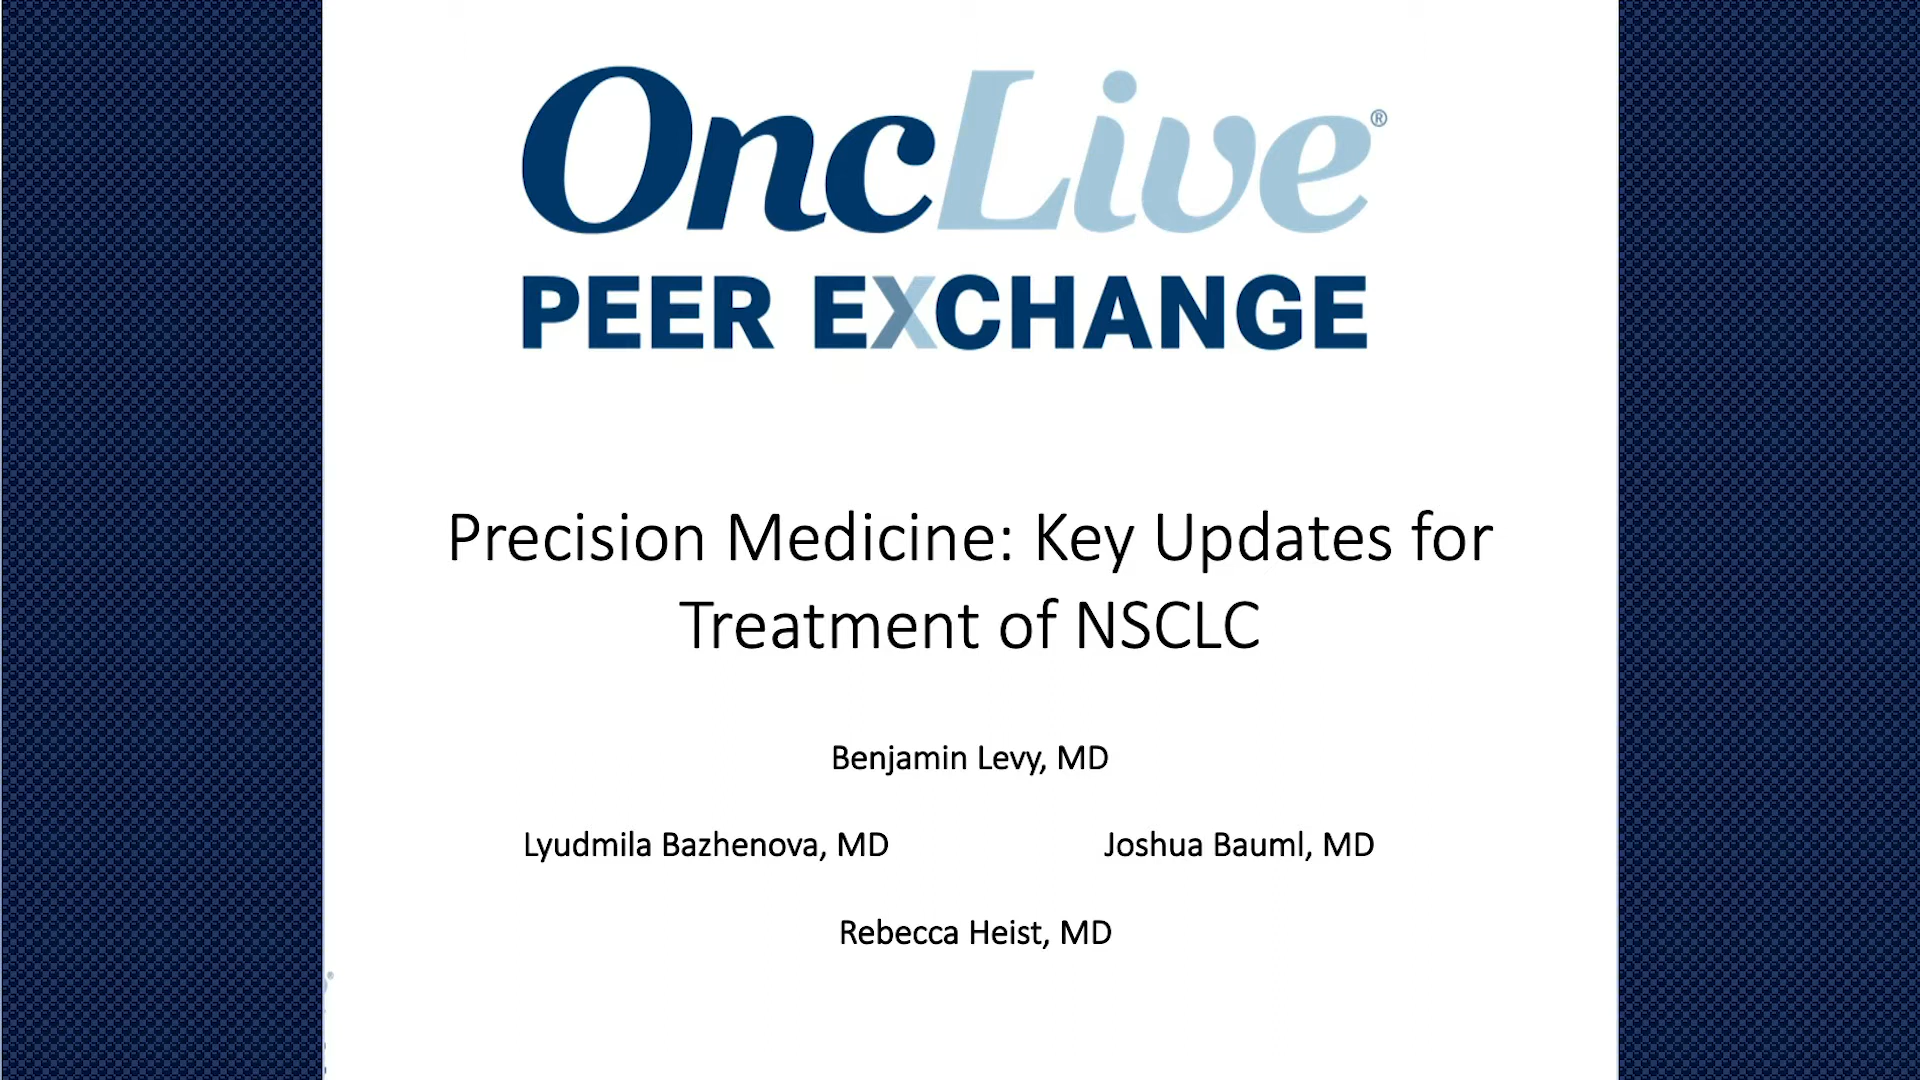 OncLive®
PEER EXCHANGE
Precision Medicine: Key Updates for
Treatment of NSCLC
Benjamin Levy, MD
Lyudmila Bazhenova, MD
Joshua Bauml, MD
Rebecca Heist, MD